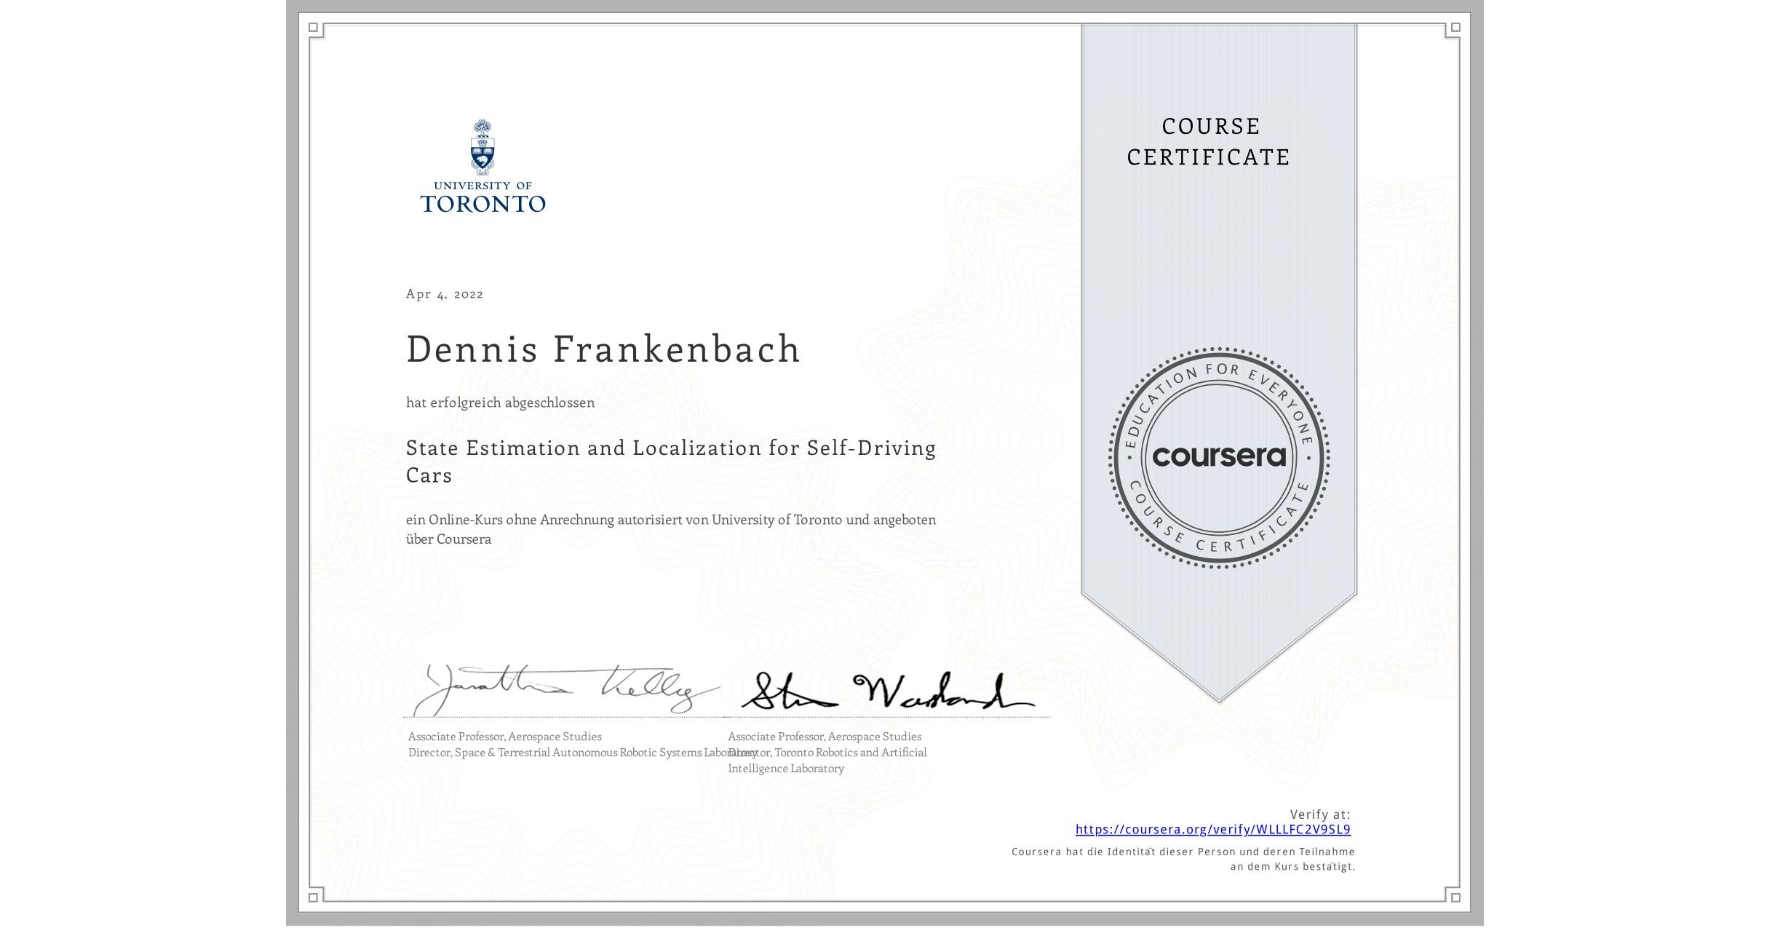 UNIVERSITY OF
TORONTO
COURSE
CERTIFICATE
Apr 4, 2022
Dennis Frankenbach
hat erfolgreich abgeschlossen
State Estimation and Localization for Self-Driving
Cars
ein Online-Kurs ohne Anrechnung autorisiert von University of Toronto und angeboten
über Coursera
EDUCATION FOR EVERYONE
coursera
COURSE CERTIFICATE
Jonathan Kelly
Steven Waslander
Associate Professor, Aerospace Studies
Director, Space & Terrestrial Autonomous Robotic Systems Laboratory
Associate Professor, Aerospace Studies
Director, Toronto Robotics and Artificial
Intelligence Laboratory
Verify at:
https://coursera.org/verify/WLLLFC2V9SL9
Coursera hat die Identität dieser Person und deren Teilnahme
an dem Kurs bestätigt.